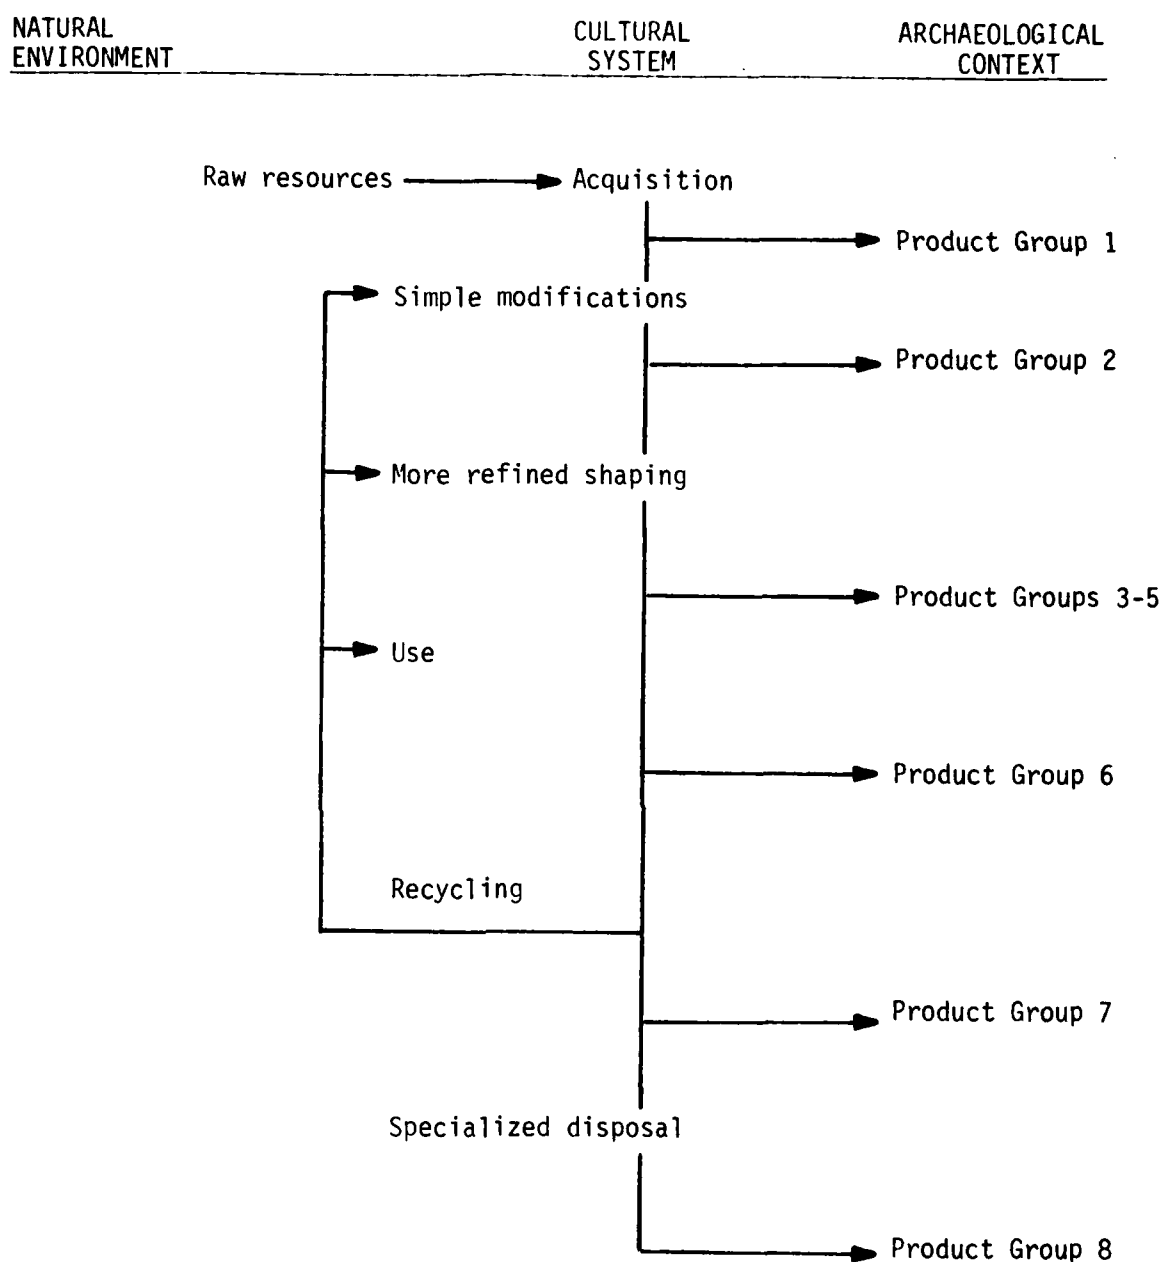 NATURAL
ENVIRONMENT
CULTURAL
SYSTEM
ARCHAEOLOGICAL
CONTEXT
Raw resources
Acquisition
Product Group 1
Simple modifications
Product Group 2
More refined shaping
Product Groups 3-5
Use
Product Group 6
Recycling
Product Group 7
Specialized disposal
Product Group 8